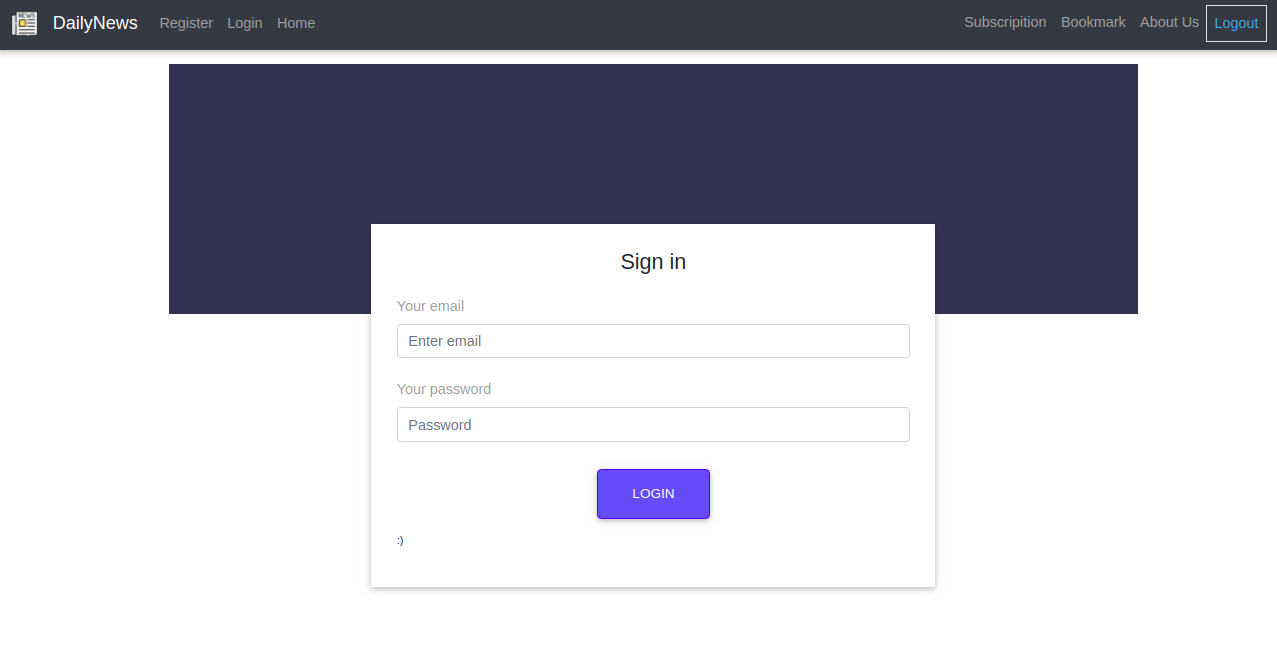 DailyNews Register Login Home Subscripition Bookmark About Us Logout
Sign in
Your email
Enter email
Your password
Password
LOGIN
:)